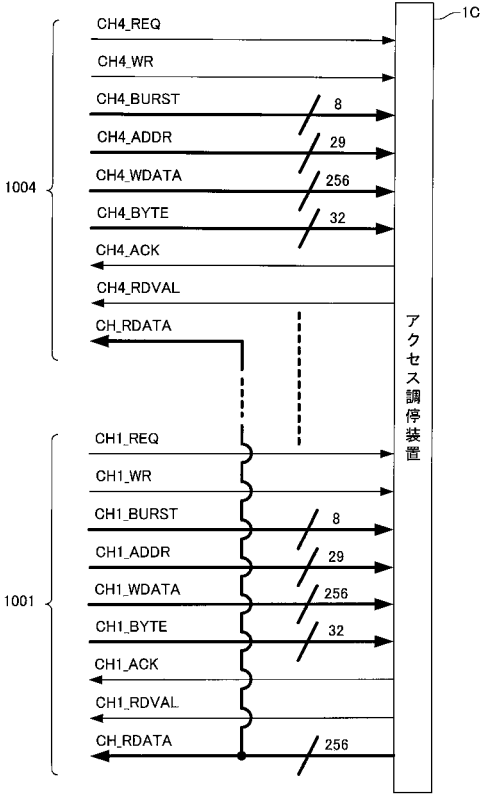 1C
CH4_REQ
CH4_WR
CH4_BURST
8
CH4_ADDR
29
CH4_WDATA
256
CH4_BYTE
32
CH4_ACK
CH4_RDVAL
CH_RDATA
1004
アクセス調停装置
CH1_REQ
CH1_WR
CH1_BURST
8
CH1_ADDR
29
CH1_WDATA
256
CH1_BYTE
32
CH1_ACK
CH1_RDVAL
CH_RDATA
256
1001